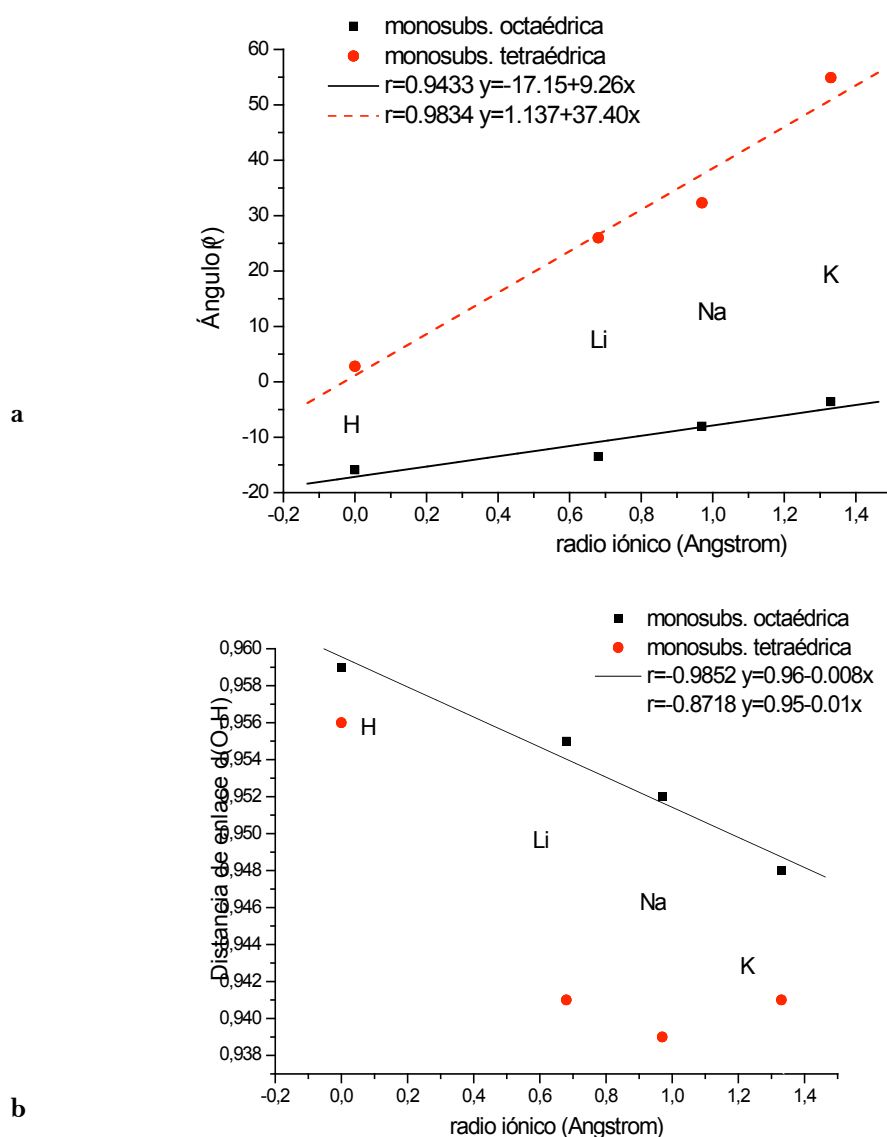 monosubs. octaédrica
monosubs. tetraédrica
r=0.9433 y=-17.15+9.26x
r=0.9834 y=1.137+37.40x
60
50
40
30
20
10
0
-10
-20
Ángulo(φ)
H
Li
Na
K
-0,2 0,0 0,2 0,4 0,6 0,8 1,0 1,2 1,4
radio iónico (Angstrom)
a
monosubs. octaédrica
monosubs. tetraédrica
r=-0.9852 y=0.96-0.008x
r=-0.8718 y=0.95-0.01x
0,960
0,958
0,956
0,954
0,952
0,950
0,948
0,946
0,944
0,942
0,940
0,938
Distancia de enlace d(O-H)
H
Li
Na
K
-0,2 0,0 0,2 0,4 0,6 0,8 1,0 1,2 1,4
radio iónico (Angstrom)
b